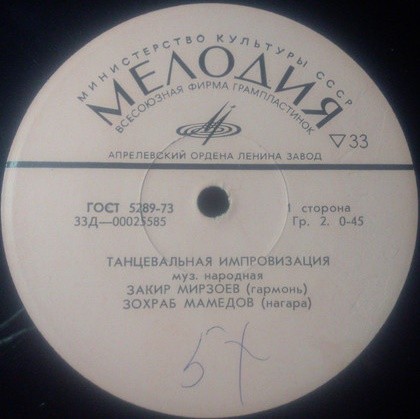 МИНИСТЕРСТВО КУЛЬТУРЫ СССР
МЕЛОДИЯ
ВСЕСОЮЗНАЯ ФИРМА ГРАМПЛАСТИНОК
33
АПРЕЛЕВСКИЙ ОРДЕНА ЛЕНИНА ЗАВОД
ГОСТ 5289-73
1 сторона
33Д—00025585
Гр. 2. 0-45
ТАНЦЕВАЛЬНАЯ ИМПРОВИЗАЦИЯ
муз. народная
ЗАКИР МИРЗОЕВ (гармонь)
ЗОХРАБ МАМЕДОВ (нагара)